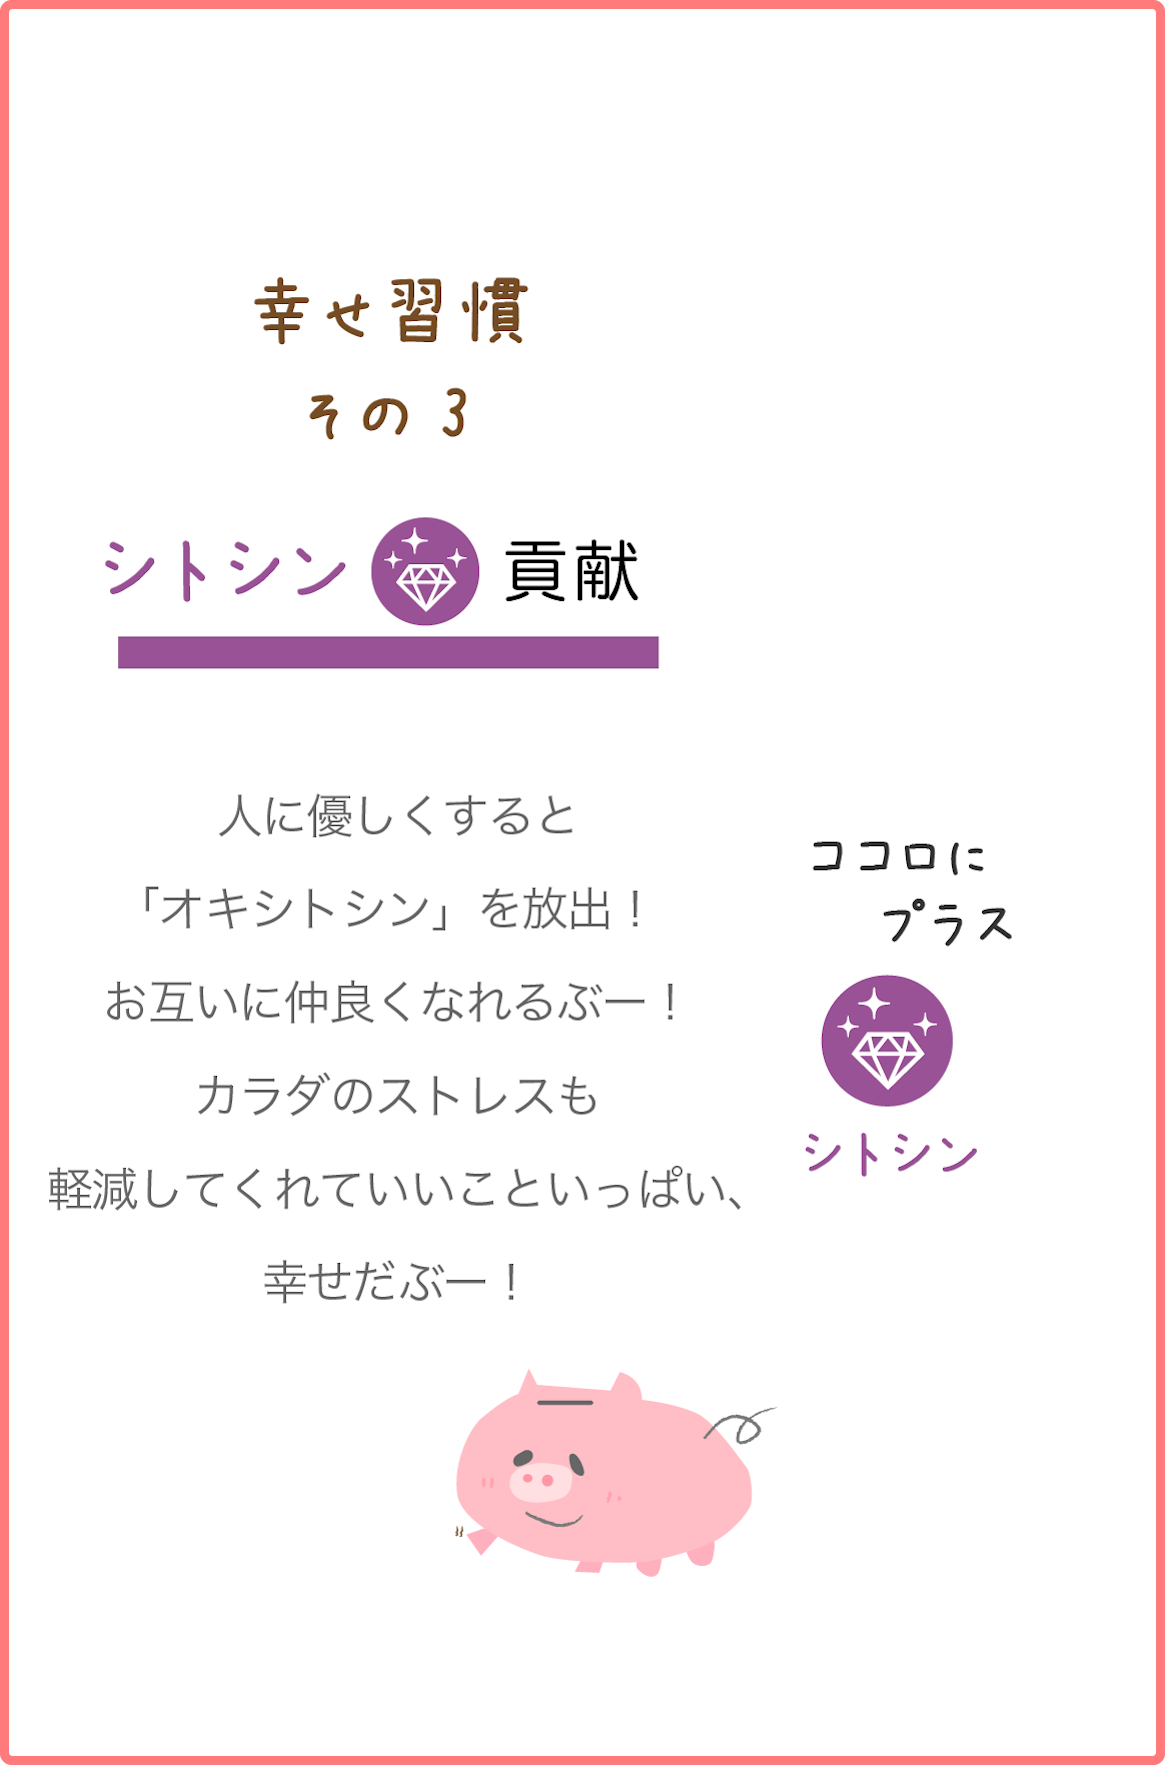 幸せ習慣
その３
シトシン 貢献
人に優しくすると
「オキシトシン」を放出！
お互いに仲良くなれるぶー！
カラダのストレスも
軽減してくれていいこといっぱい、
幸せだぶー！
ココロに
プラス
シトシン